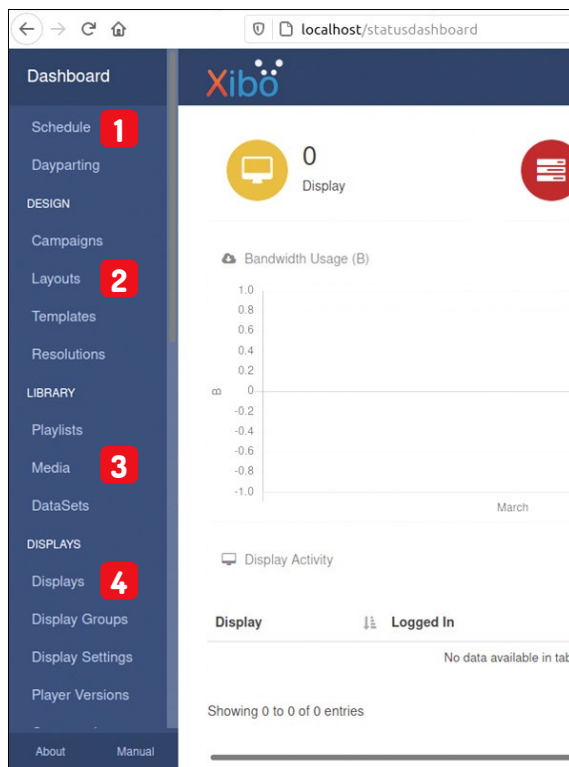 localhost/statusdashboard
Dashboard
Xibo
Schedule 1
Dayparting
DESIGN
Campaigns
Layouts 2
Templates
Resolutions
LIBRARY
Playlists
Media 3
DataSets
DISPLAYS
Displays 4
Display Groups
Display Settings
Player Versions
About Manual
0
Display
Bandwidth Usage (B)
1.0
0.8
0.6
0.4
0.2
0
-0.2
-0.4
-0.6
-0.8
-1.0
B
March
Display Activity
Display Logged In
No data available in tab
Showing 0 to 0 of 0 entries